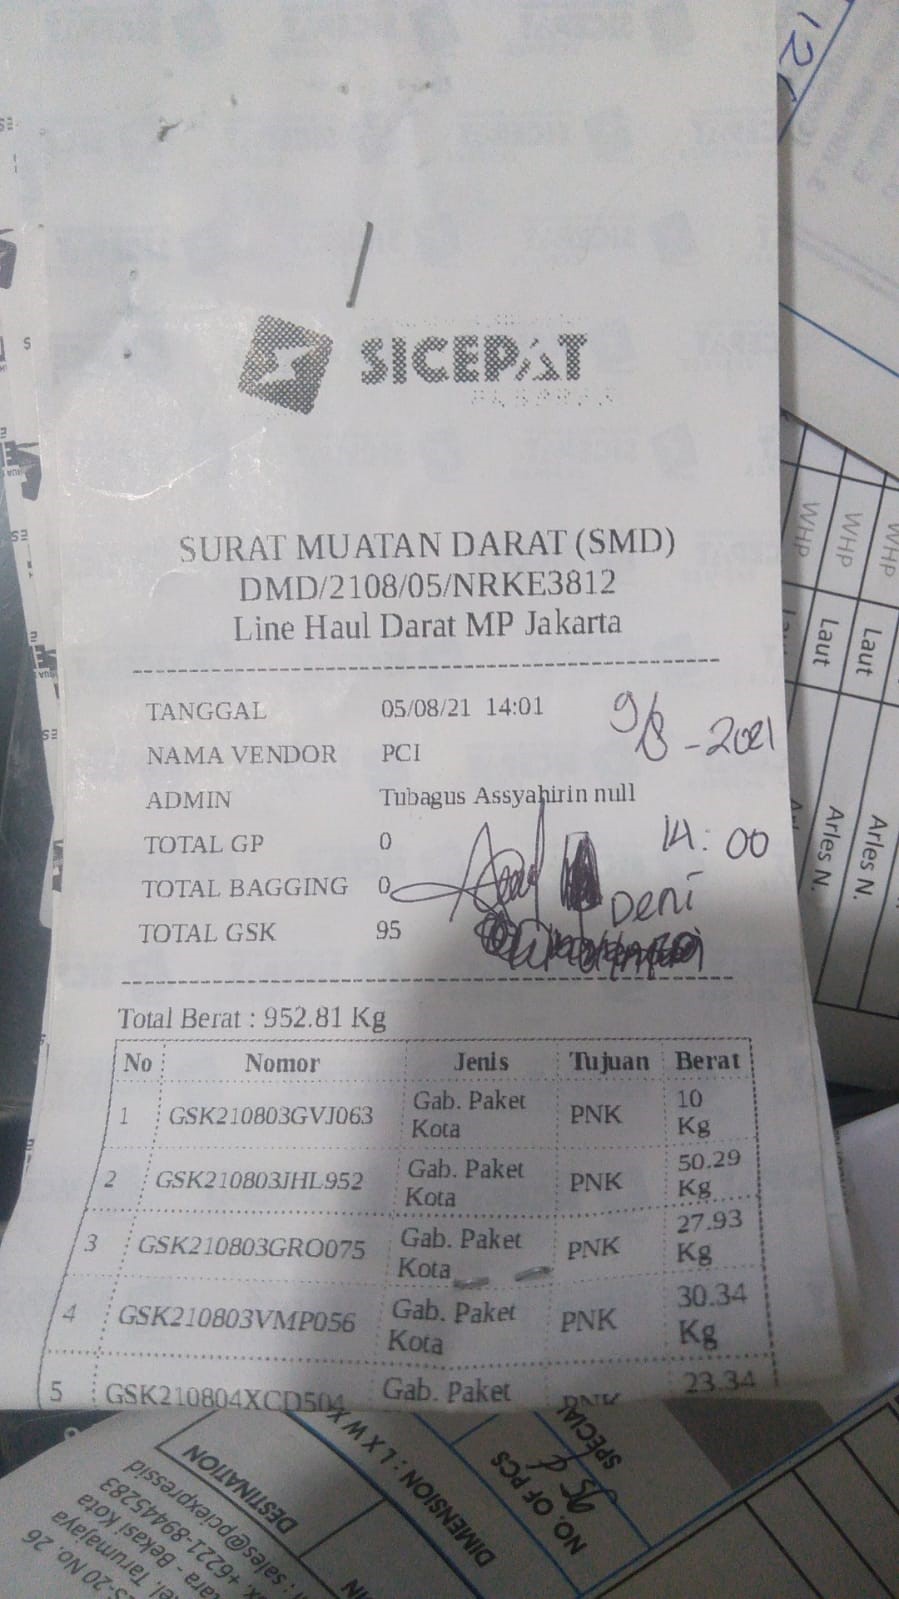 SICEPAT
SURAT MUATAN DARAT (SMD)
DMD/2108/05/NRKE3812
Line Haul Darat MP Jakarta
TANGGAL 05/08/21 14:01
9/8 - 2021
NAMA VENDOR PCI
ADMIN Tubagus Assyahirin null
TOTAL GP 0
14:00
TOTAL BAGGING 0
Deni
TOTAL GSK 95
Total Berat : 952.81 Kg
No Nomor Jenis Tujuan Berat
1 GSK210803GVJ063 Gab. Paket Kota PNK 10 Kg
2 GSK210803JHL952 Gab. Paket Kota PNK 50.29 Kg
3 GSK210803GRO075 Gab. Paket Kota PNK 27.93 Kg
4 GSK210803VMP056 Gab. Paket Kota PNK 30.34 Kg
5 GSK210804XCD504 Gab. Paket PNK 23.34
WHP Laut Arles N.
WHP Laut Arles N.
WHP
DIMENSION : L X W X
NO. OF PCS
95
SPECIAL
DESTINATION
: sales@pciexpressid
+6221-89445283
Bekasi Kota
Tarumajaya
No. 26